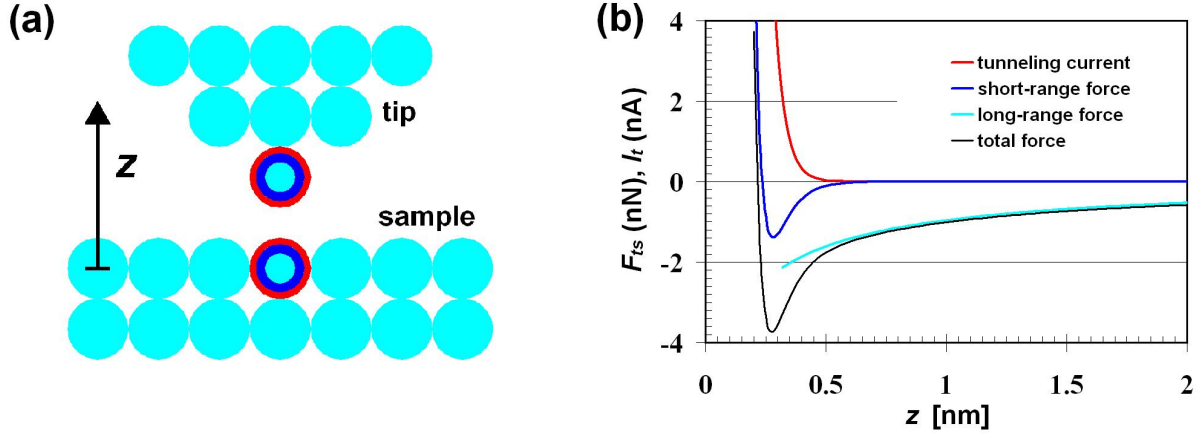 (a)
tip
z
sample
(b)
F_ts (nN), I_t (nA)
4
2
0
-2
-4
tunneling current
short-range force
long-range force
total force
0
0.5
1
1.5
2
z [nm]